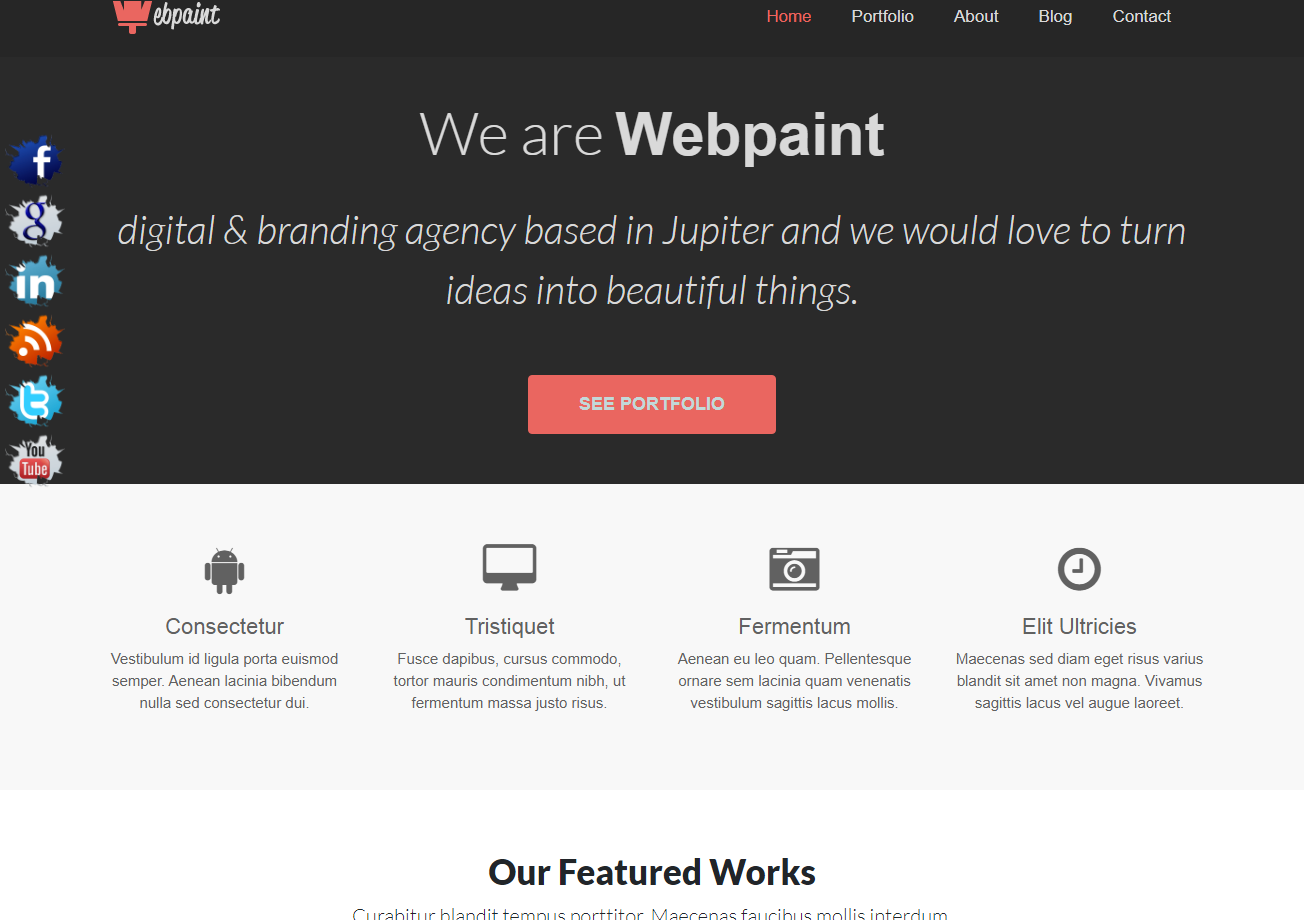 ebpaint
Home Portfolio About Blog Contact
We are Webpaint
digital & branding agency based in Jupiter and we would love to turn
ideas into beautiful things.
SEE PORTFOLIO
f
g
in
t
You
Tube
Consectetur
Vestibulum id ligula porta euismod
semper. Aenean lacinia bibendum
nulla sed consectetur dui.
Tristiquet
Fusce dapibus, cursus commodo,
tortor mauris condimentum nibh, ut
fermentum massa justo risus.
Fermentum
Aenean eu leo quam. Pellentesque
ornare sem lacinia quam venenatis
vestibulum sagittis lacus mollis.
Elit Ultricies
Maecenas sed diam eget risus varius
blandit sit amet non magna. Vivamus
sagittis lacus vel augue laoreet.
Our Featured Works
Curabitur blandit tempus porttitor. Maecenas faucibus mollis interdum.